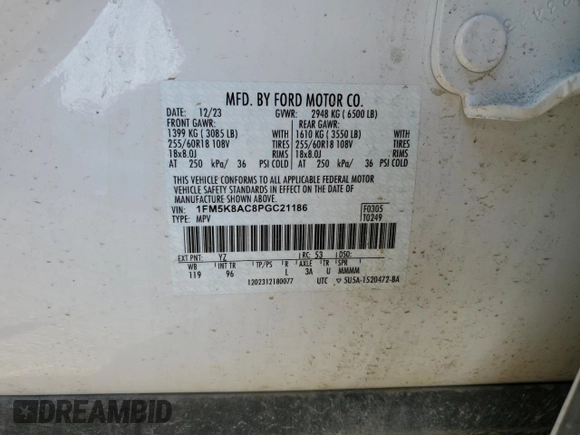 MFD. BY FORD MOTOR CO.
DATE: 12/23 GVWR: 2948 KG ( 6500 LB)
FRONT GAWR: REAR GAWR:
1399 KG ( 3085 LB) WITH 1610 KG ( 3550 LB) WITH
255/60R18 108V TIRES 255/60R18 108V TIRES
18x8.0J RIMS 18x8.0J RIMS
AT 250 kPa/ 36 PSI COLD AT 250 kPa/ 36 PSI COLD
THIS VEHICLE CONFORMS TO ALL APPLICABLE FEDERAL MOTOR
VEHICLE SAFETY STANDARDS IN EFFECT ON THE DATE OF
MANUFACTURE SHOWN ABOVE.
VIN: 1FM5K8AC8PGC21186 F0305
TYPE: MPV T0249
EXT PNT: YZ RC: 53 DSO:
WB INT TR TP/PS R AXLE TR SPR
119 96 L 3A U MMMM
1202312180077 UTC 5U5A-1520472-BA
DREAMBID